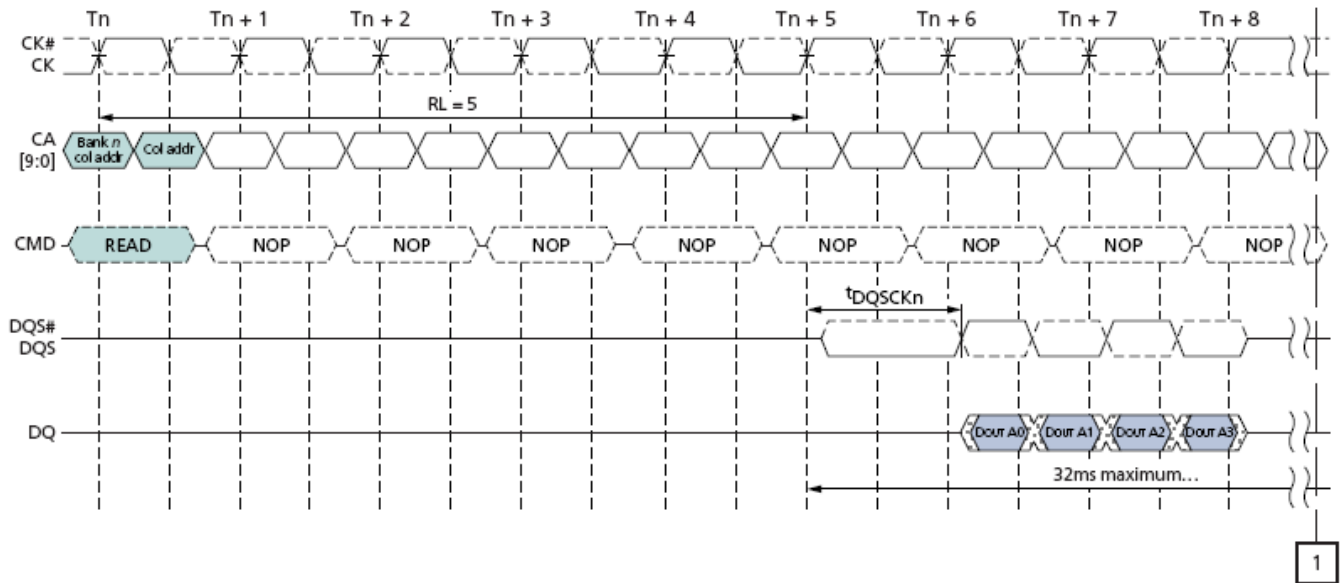 Tn Tn + 1 Tn + 2 Tn + 3 Tn + 4 Tn + 5 Tn + 6 Tn + 7 Tn + 8
CK#
CK
RL = 5
CA
[9:0]
Bank n
col addr
Col addr
CMD READ NOP NOP NOP NOP NOP NOP NOP NOP
tDQSCKn
DQS#
DQS
DQ DOUT A0 DOUT A1 DOUT A2 DOUT A3
32ms maximum…
1